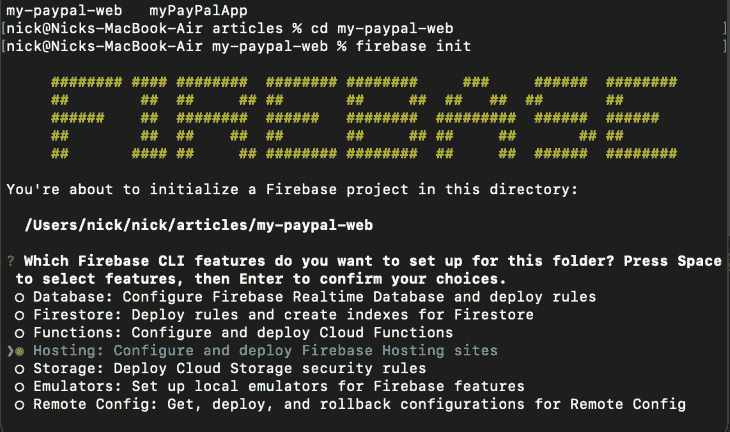 my-paypal-web   myPayPalApp
[nick@Nicks-MacBook-Air articles % cd my-paypal-web ]
[nick@Nicks-MacBook-Air my-paypal-web % firebase init ]
######## #### ######## ######## ######## ### ###### ########
## ## ## ## ## ## ## ## ## ## ##
###### ## ######## ###### ######## ######### ###### ######
## ## ## ## ## ## ## ## ## ## ##
## #### ## ## ######## ######## ## ## ###### ########
You're about to initialize a Firebase project in this directory:
/Users/nick/nick/articles/my-paypal-web
? Which Firebase CLI features do you want to set up for this folder? Press Space
to select features, then Enter to confirm your choices.
○ Database: Configure Firebase Realtime Database and deploy rules
○ Firestore: Deploy rules and create indexes for Firestore
○ Functions: Configure and deploy Cloud Functions
❯◉ Hosting: Configure and deploy Firebase Hosting sites
○ Storage: Deploy Cloud Storage security rules
○ Emulators: Set up local emulators for Firebase features
○ Remote Config: Get, deploy, and rollback configurations for Remote Config